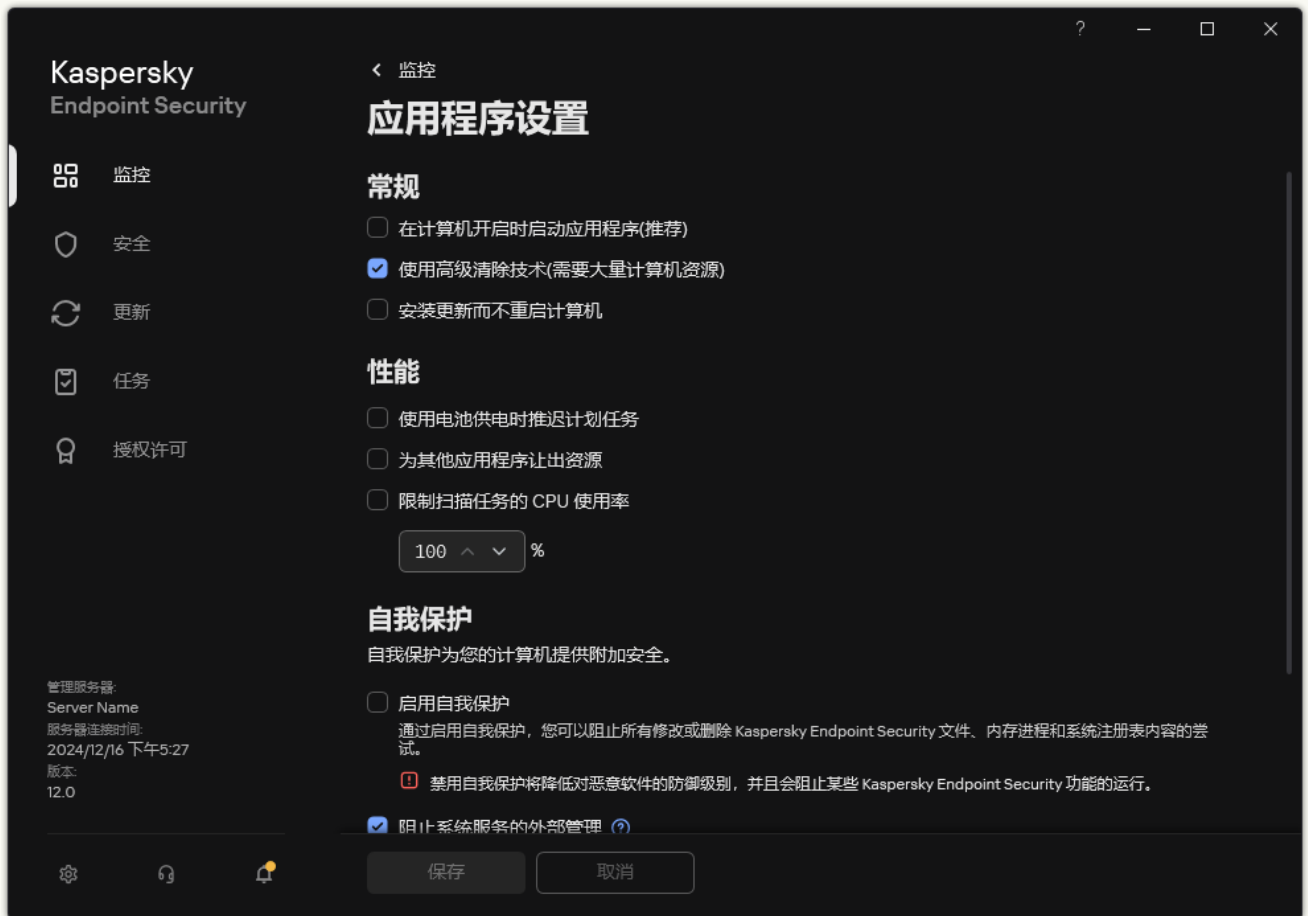 Kaspersky
Endpoint Security
监控
安全
更新
任务
授权许可
管理服务器:
Server Name
服务器连接时间:
2024/12/16 下午5:27
版本:
12.0
监控
应用程序设置
常规
在计算机开启时启动应用程序(推荐)
使用高级清除技术(需要大量计算机资源)
安装更新而不重启计算机
性能
使用电池供电时推迟计划任务
为其他应用程序让出资源
限制扫描任务的 CPU 使用率
100 %
自我保护
自我保护为您的计算机提供附加安全。
启用自我保护
通过启用自我保护，您可以阻止所有修改或删除 Kaspersky Endpoint Security 文件、内存进程和系统注册表内容的尝
试。
禁用自我保护将降低对恶意软件的防御级别，并且会阻止某些 Kaspersky Endpoint Security 功能的运行。
阻止系统服务的外部管理
保存
取消